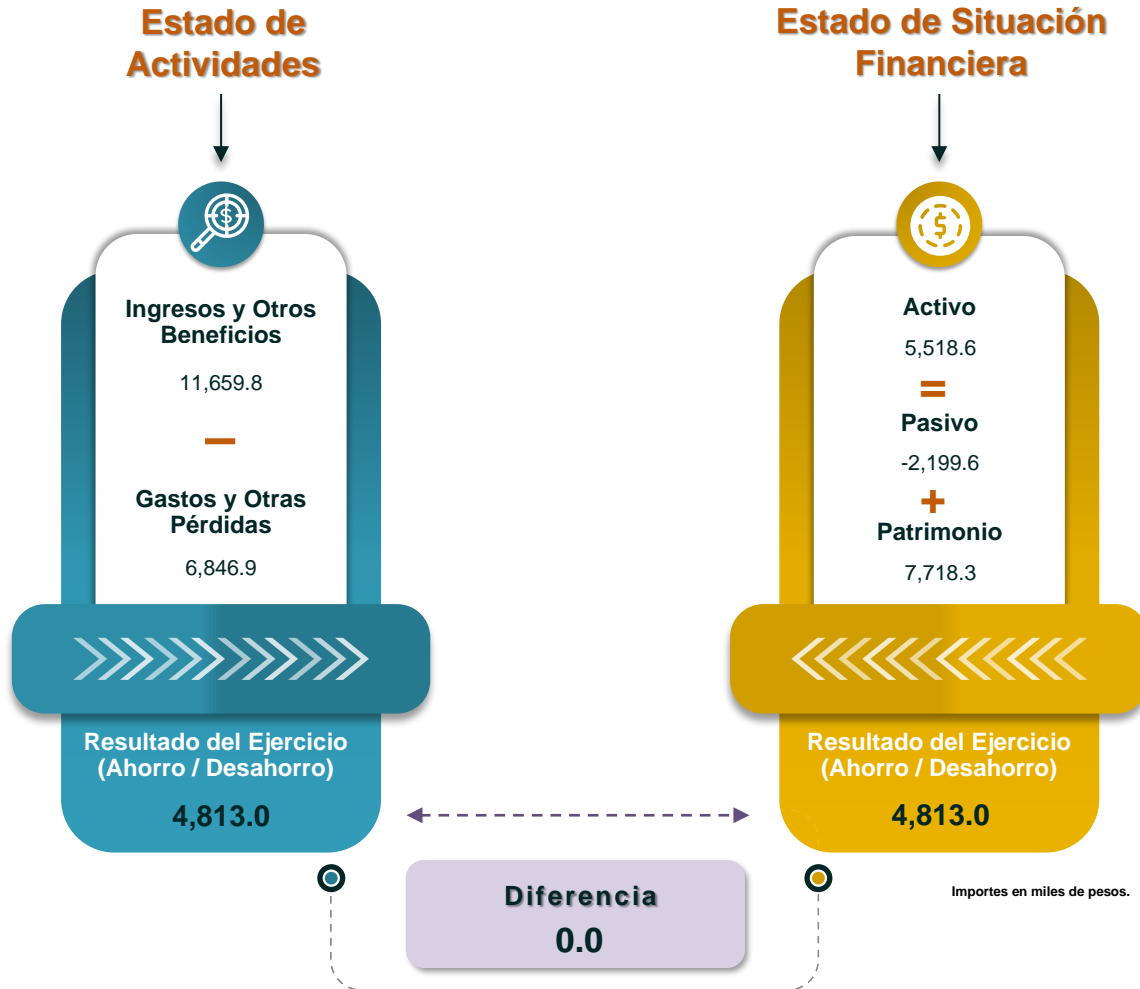 Estado de
Actividades
Ingresos y Otros
Beneficios
11,659.8
–
Gastos y Otras
Pérdidas
6,846.9
Resultado del Ejercicio
(Ahorro / Desahorro)
4,813.0
Estado de Situación
Financiera
Activo
5,518.6
=
Pasivo
-2,199.6
+
Patrimonio
7,718.3
Resultado del Ejercicio
(Ahorro / Desahorro)
4,813.0
Diferencia
0.0
Importes en miles de pesos.